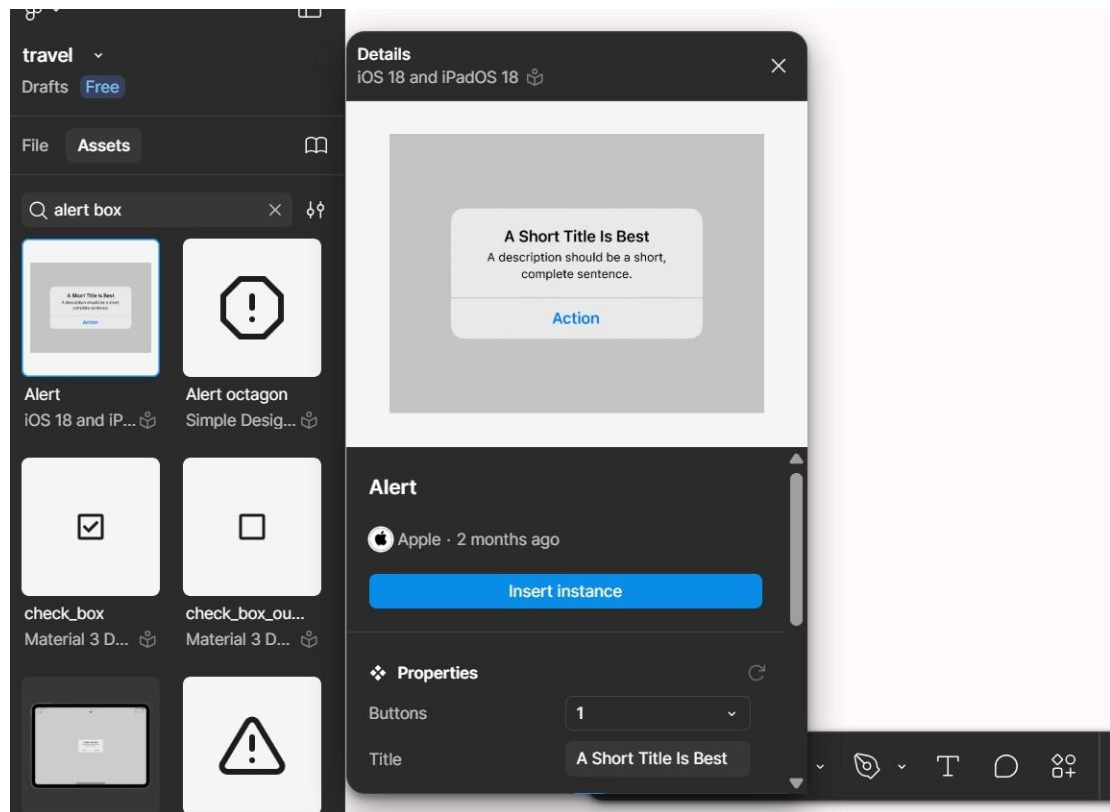 travel
Drafts Free
File Assets
alert box
A Short Title Is Best
A description should be a short,
complete sentence.
Action
Alert
iOS 18 and iP...
Alert octagon
Simple Desig...
check_box
Material 3 D...
check_box_ou...
Material 3 D...
Details
iOS 18 and iPadOS 18
A Short Title Is Best
A description should be a short,
complete sentence.
Action
Alert
Apple · 2 months ago
Insert instance
Properties
Buttons 1
Title A Short Title Is Best